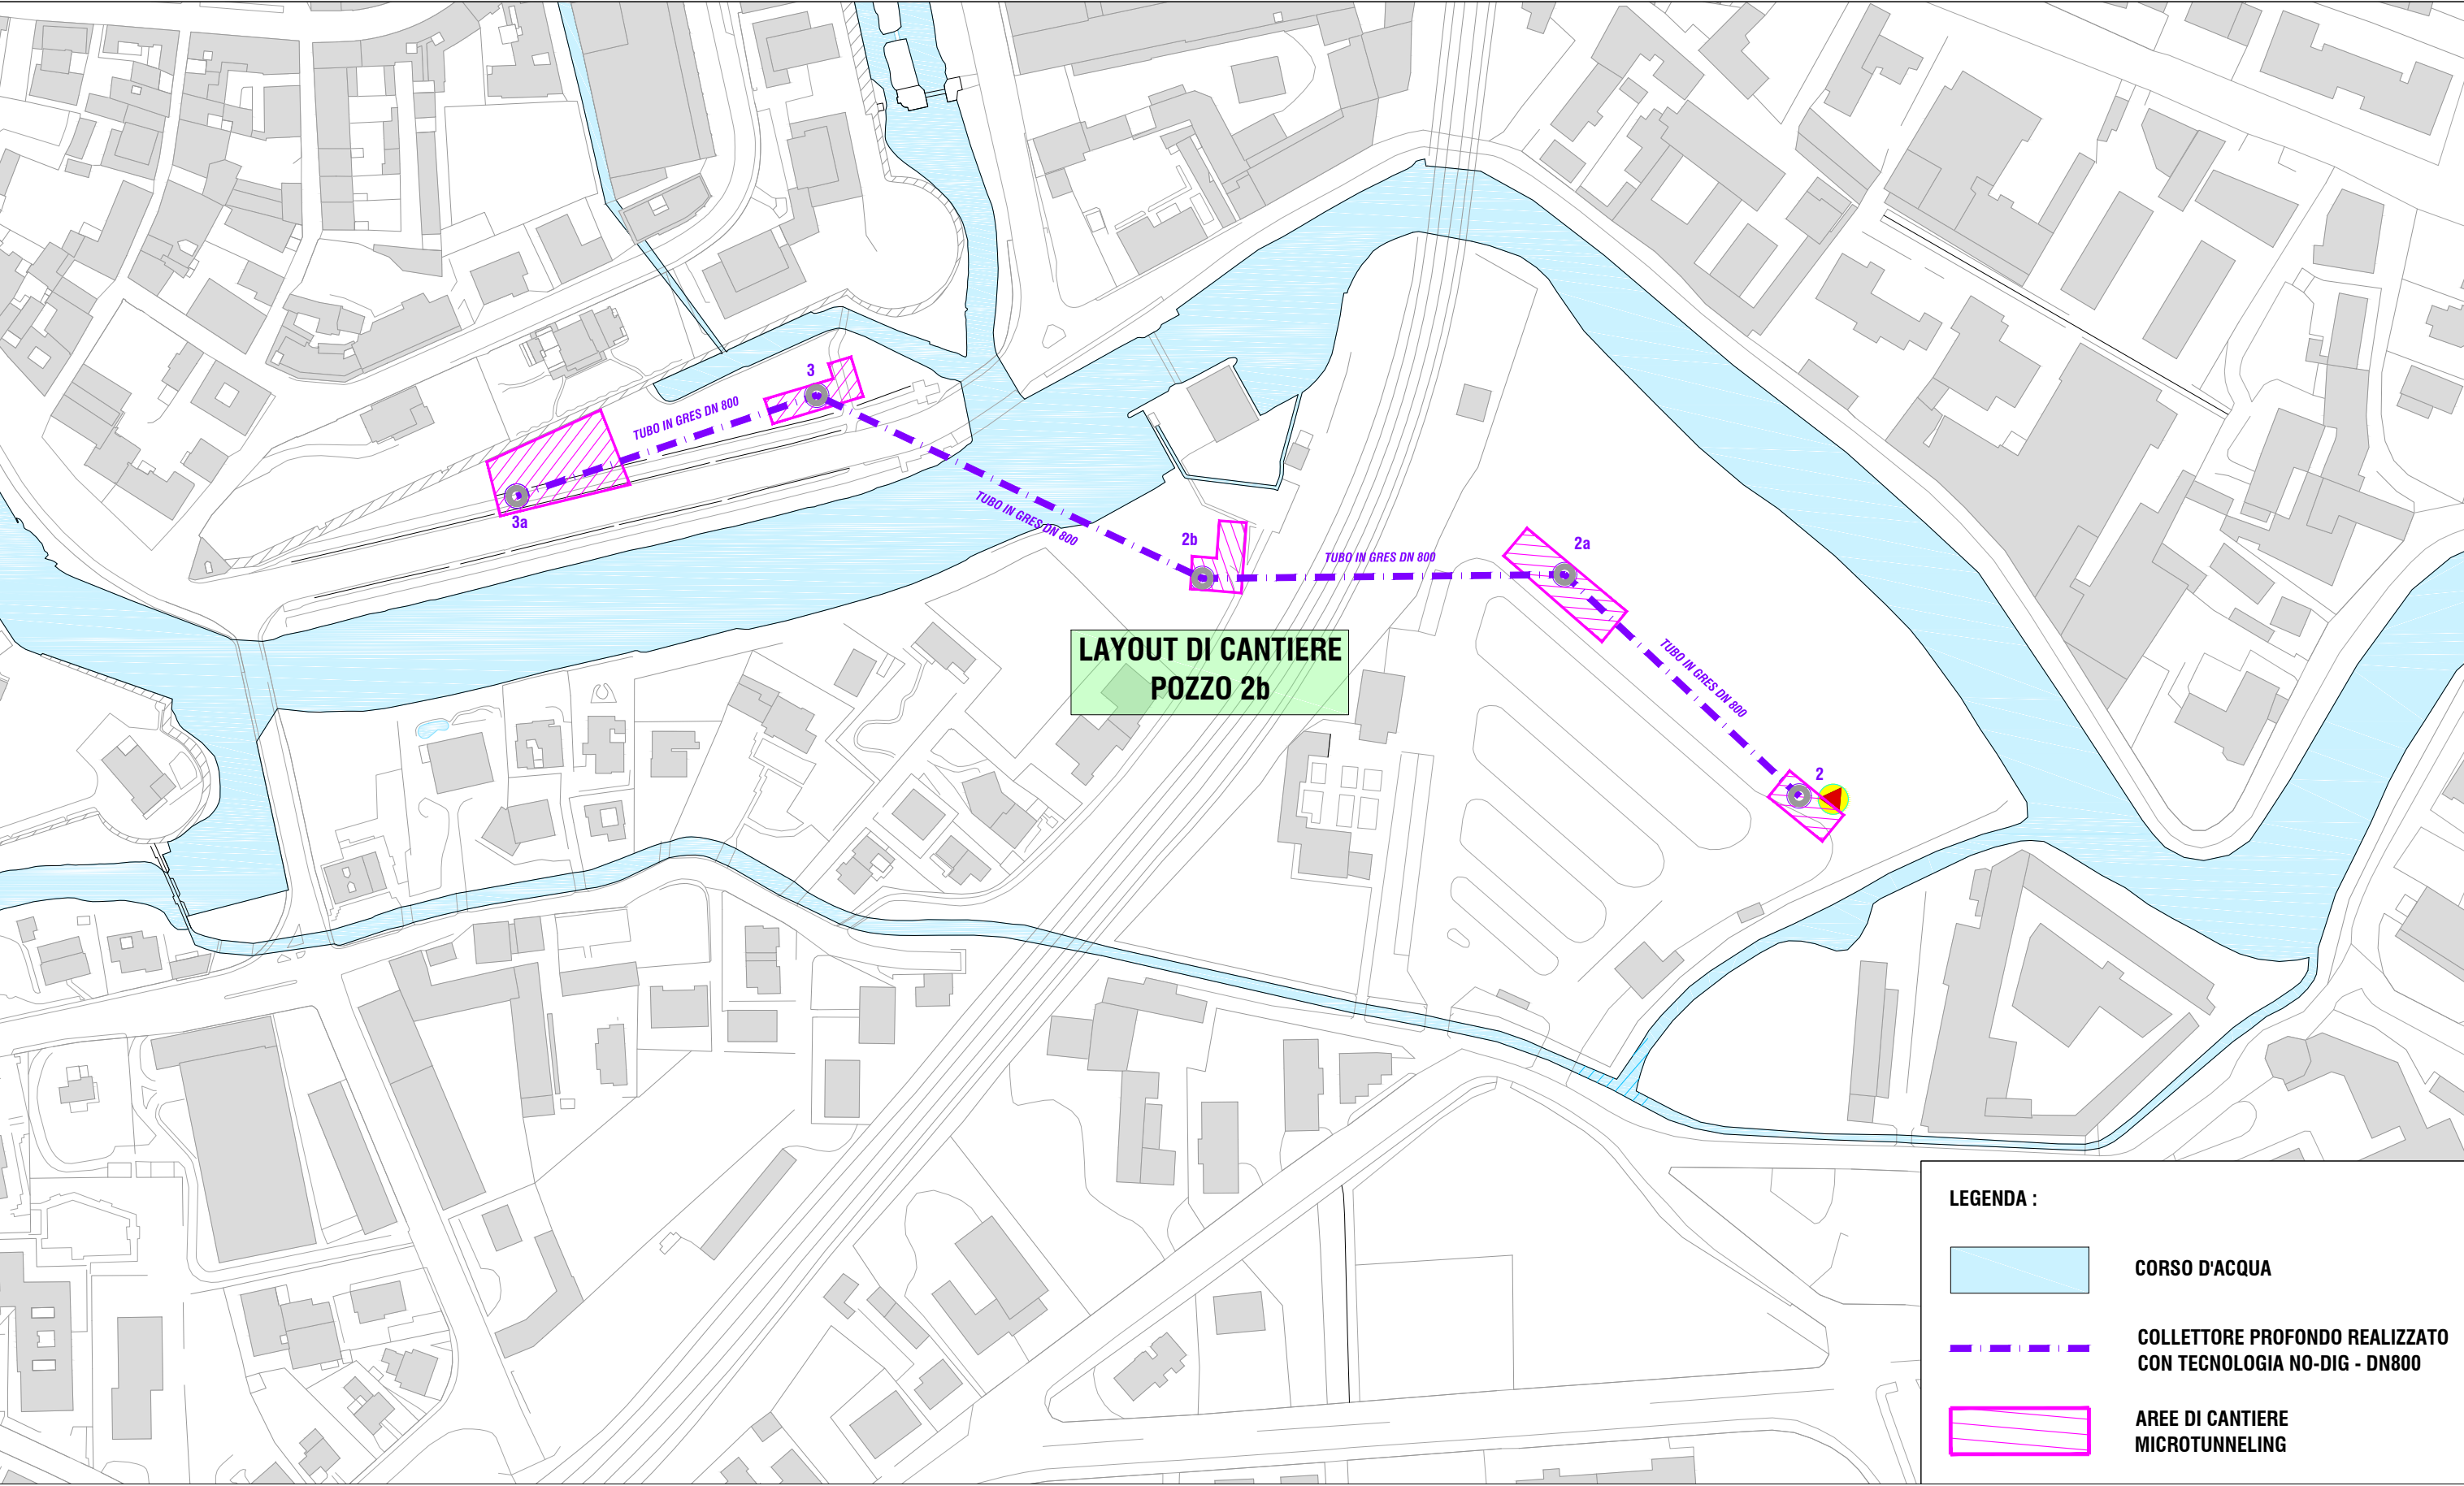 3
TUBO IN GRES DN 800
3a
TUBO IN GRES DN 800
2b
TUBO IN GRES DN 800
2a
LAYOUT DI CANTIERE
POZZO 2b
TUBO IN GRES DN 800
2
LEGENDA :
CORSO D'ACQUA
COLLETTORE PROFONDO REALIZZATO
CON TECNOLOGIA NO-DIG - DN800
AREE DI CANTIERE
MICROTUNNELING